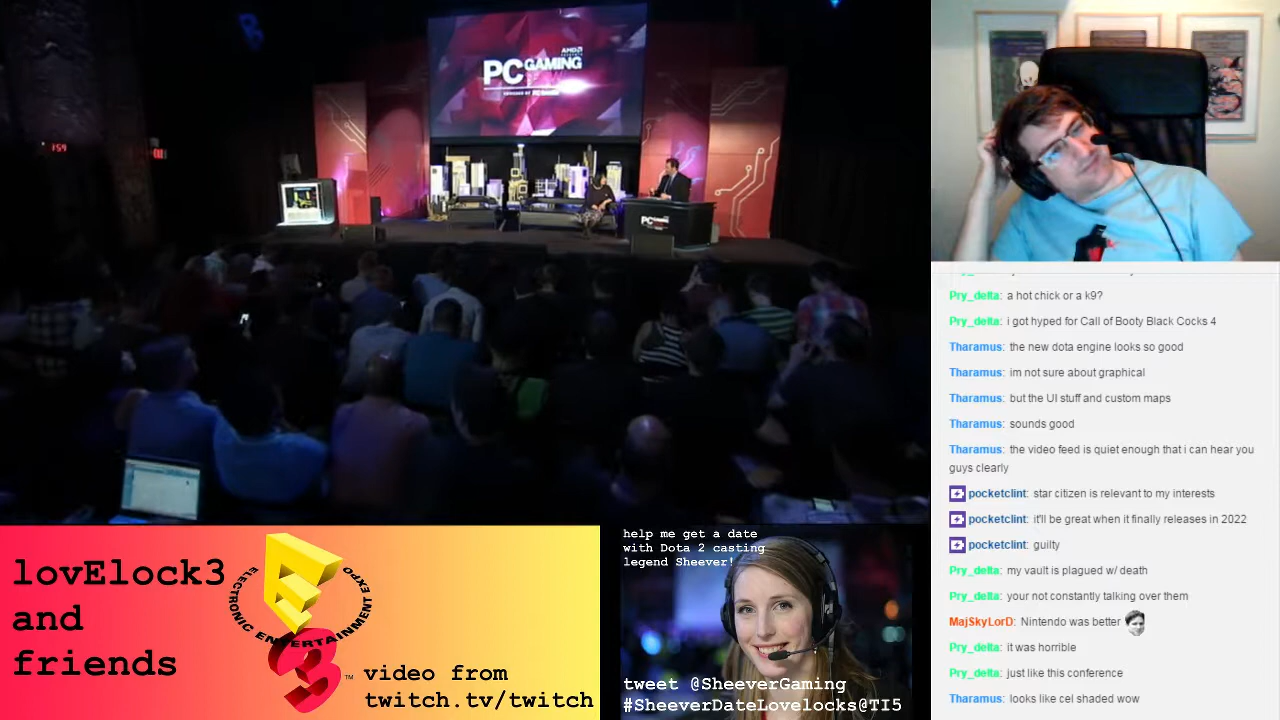 AMD
PC GAMING
159
PC GAMING
Pry_delta: a hot chick or a k9?
Pry_delta: i got hyped for Call of Booty Black Cocks 4
Tharamus: the new dota engine looks so good
Tharamus: im not sure about graphical
Tharamus: but the UI stuff and custom maps
Tharamus: sounds good
Tharamus: the video feed is quiet enough that i can hear you
guys clearly
pocketclint: star citizen is relevant to my interests
pocketclint: it'll be great when it finally releases in 2022
pocketclint: guilty
Pry_delta: my vault is plagued w/ death
Pry_delta: your not constantly talking over them
MajSkyLorD: Nintendo was better
Pry_delta: it was horrible
Pry_delta: just like this conference
Tharamus: looks like cel shaded wow
lovElock3
and
friends
E3
ELECTRONIC ENTERTAINMENT EXPO
TM
video from
twitch.tv/twitch
help me get a date
with Dota 2 casting
legend Sheever!
tweet @SheeverGaming
#SheeverDateLovelocks@TI5